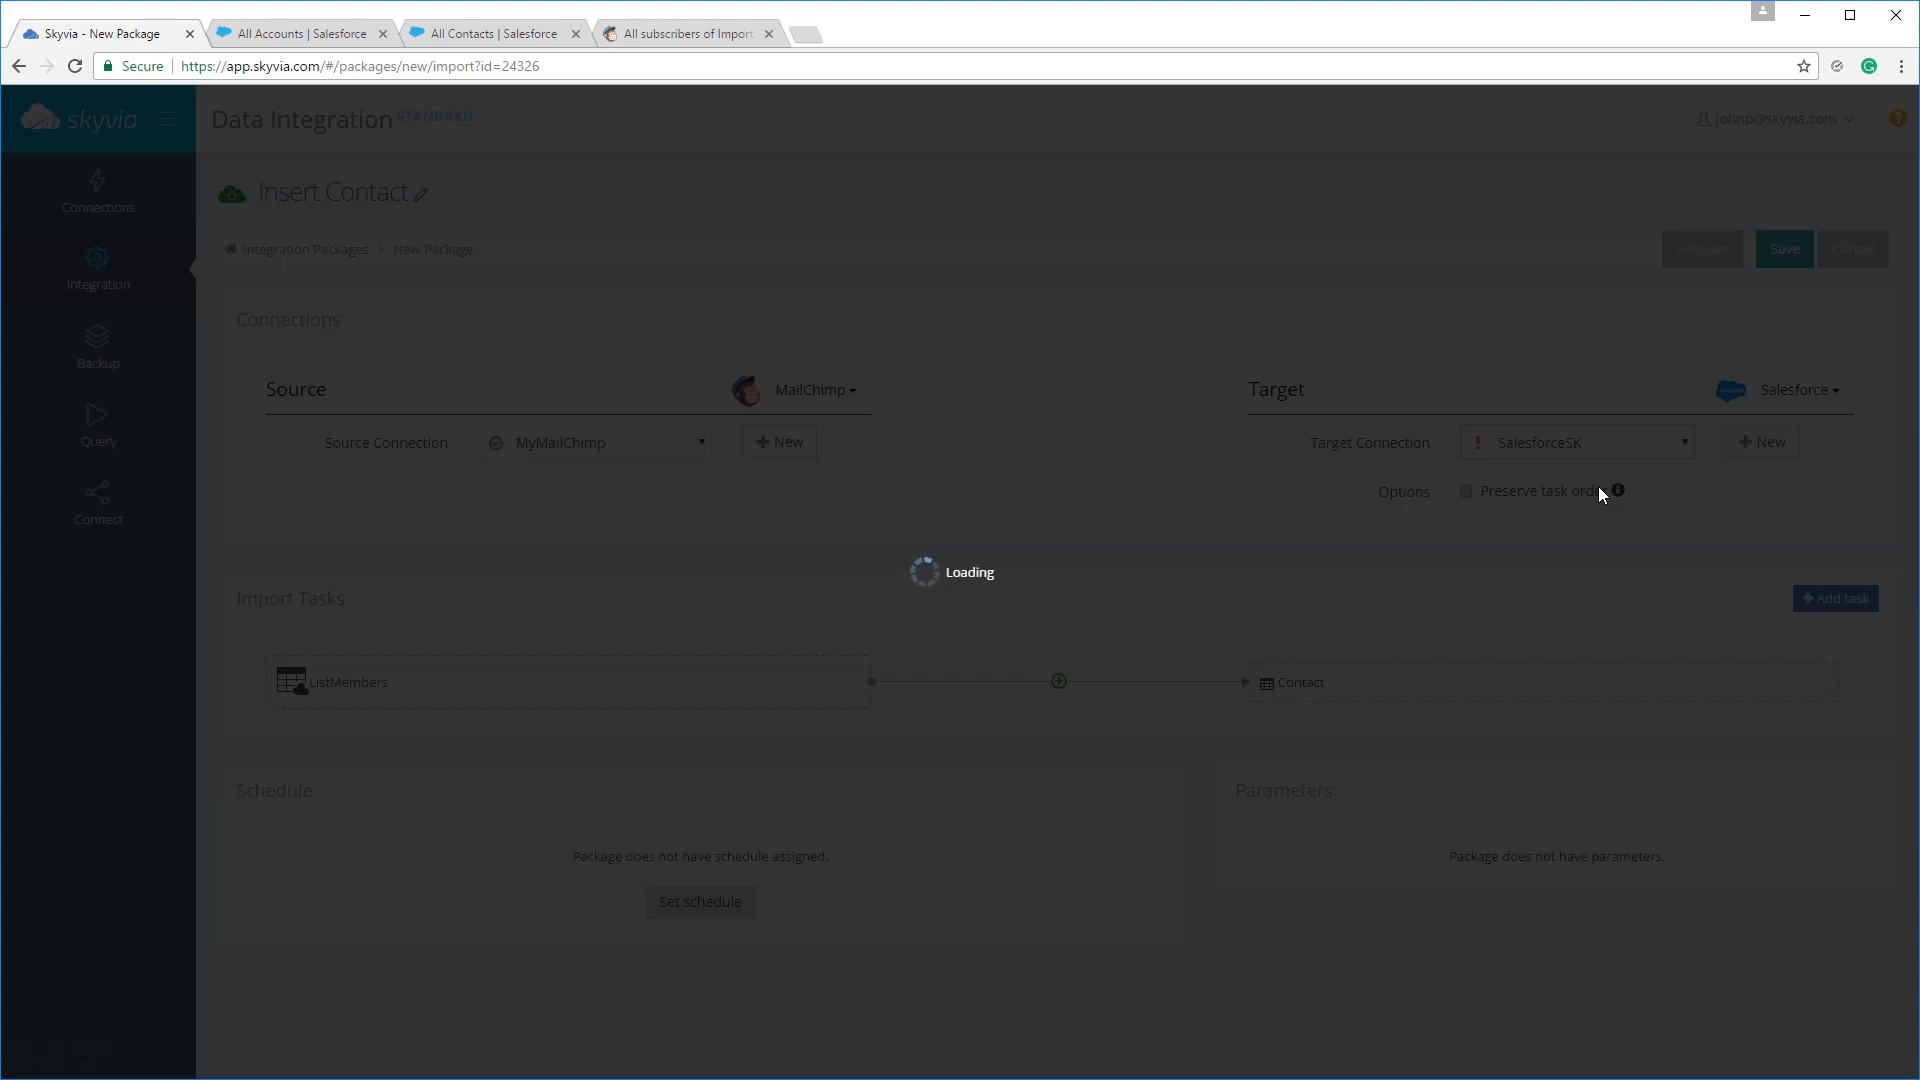 Skyvia - New Package
All Accounts | Salesforce
All Contacts | Salesforce
All subscribers of Import
Secure
https://app.skyvia.com/#/packages/new/import?id=24326
skyvia
Data Integration STANDARD
johnp@skyvia.com
Connections
Integration
Backup
Query
Connect
Insert Contact
Integration Packages > New Package
Validate
Save
Cancel
Connections
Source
MailChimp
Source Connection
MyMailChimp
New
Target
Salesforce
Target Connection
SalesforceSK
New
Options
Preserve task order
Loading
Import Tasks
Add task
ListMembers
Contact
Schedule
Package does not have schedule assigned.
Set schedule
Parameters
Package does not have parameters.